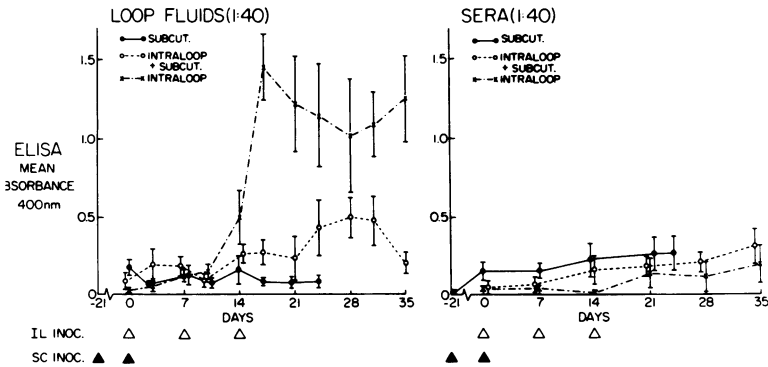 LOOP FLUIDS(1:40)
SUBCUT.
INTRALOOP
+ SUBCUT.
INTRALOOP
SERA(1:40)
SUBCUT.
INTRALOOP
+ SUBCUT.
INTRALOOP
ELISA
MEAN
BSORBANCE
400nm
1.5
1.0
0.5
0
-21 0 7 14 21 28 35
DAYS
1.5
1.0
0.5
0
-21 0 7 14 21 28 35
DAYS
IL INOC.
SC INOC.